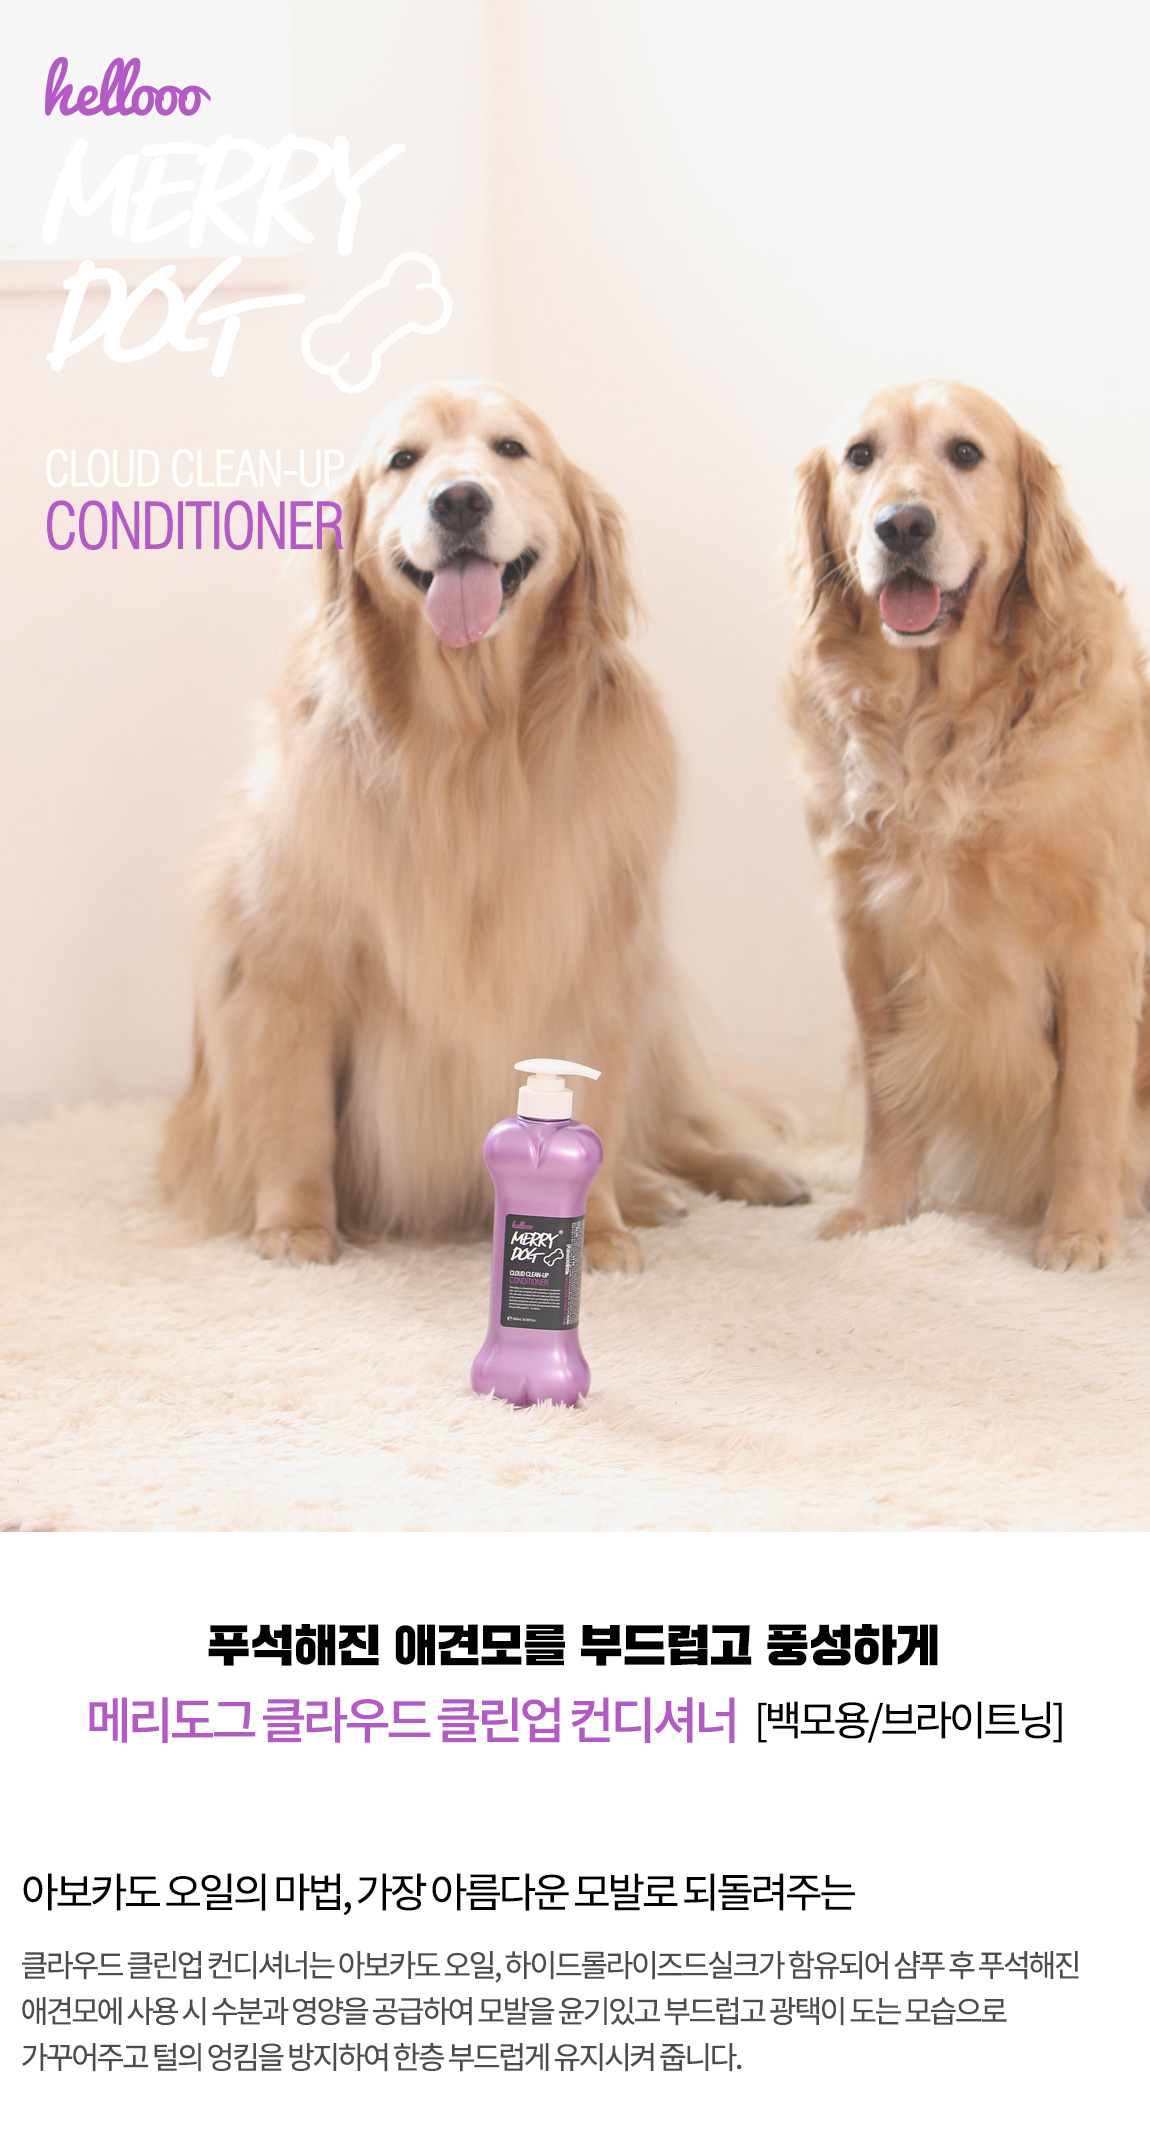 hellooo
MERRY
DOG
CLOUD CLEAN-UP
CONDITIONER
hellooo
MERRY
DOG
CLOUD CLEAN-UP
CONDITIONER
푸석해진 애견모를 부드럽고 풍성하게
메리도그 클라우드 클린업 컨디셔너 [백모용/브라이트닝]
아보카도 오일의 마법, 가장 아름다운 모발로 되돌려주는
클라우드 클린업 컨디셔너는 아보카도 오일, 하이드롤라이즈드실크가 함유되어 샴푸 후 푸석해진
애견모에 사용 시 수분과 영양을 공급하여 모발을 윤기있고 부드럽고 광택이 도는 모습으로
가꾸어주고 털의 엉킴을 방지하여 한층 부드럽게 유지시켜 줍니다.